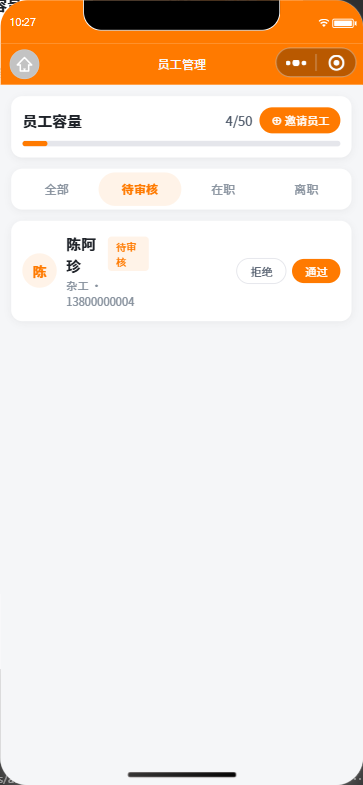 10:27
员工管理
员工容量
4/50
⊕ 邀请员工
全部
待审核
在职
离职
陈
陈阿
珍
待审
核
杂工 ·
13800000004
拒绝
通过